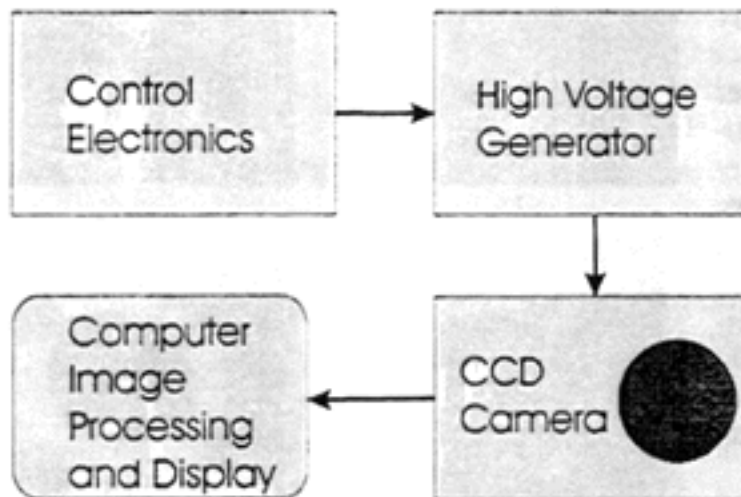 Control
Electronics
High Voltage
Generator
CCD
Camera
Computer
Image
Processing
and Display